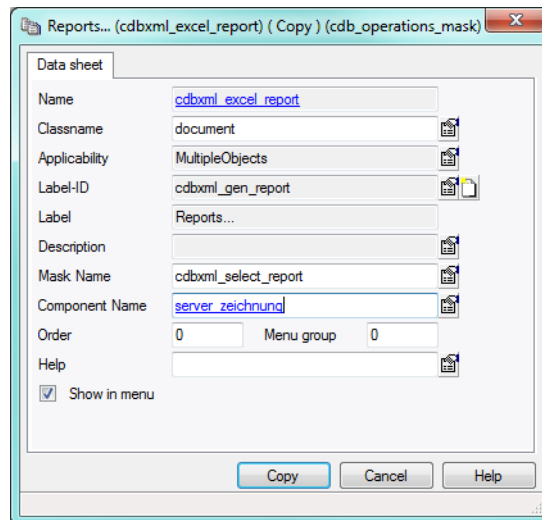 Reports... (cdbxml_excel_report) ( Copy ) (cdb_operations_mask)
Data sheet
Name cdbxml_excel_report
Classname document
Applicability MultipleObjects
Label-ID cdbxml_gen_report
Label Reports...
Description
Mask Name cdbxml_select_report
Component Name server_zeichnung
Order 0 Menu group 0
Help
Show in menu
Copy Cancel Help